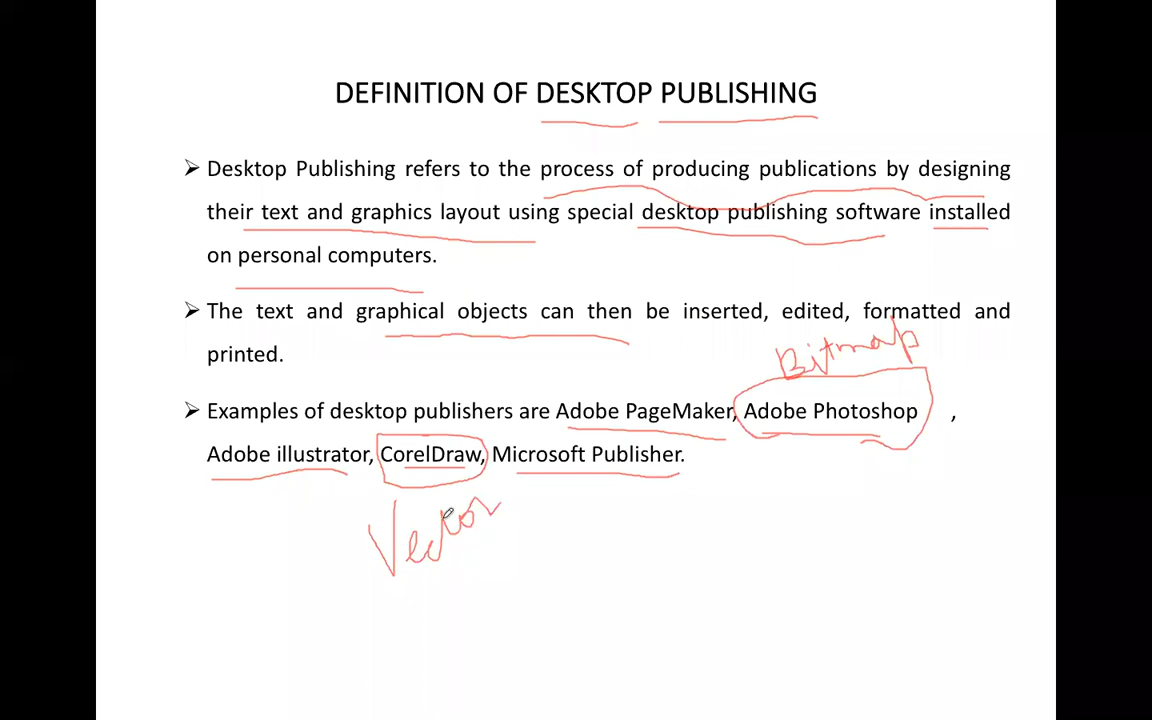 DEFINITION OF DESKTOP PUBLISHING
➢ Desktop Publishing refers to the process of producing publications by designing
their text and graphics layout using special desktop publishing software installed
on personal computers.
➢ The text and graphical objects can then be inserted, edited, formatted and
printed.
Bitmap
➢ Examples of desktop publishers are Adobe PageMaker, Adobe Photoshop ,
Adobe illustrator, CorelDraw, Microsoft Publisher.
Vector